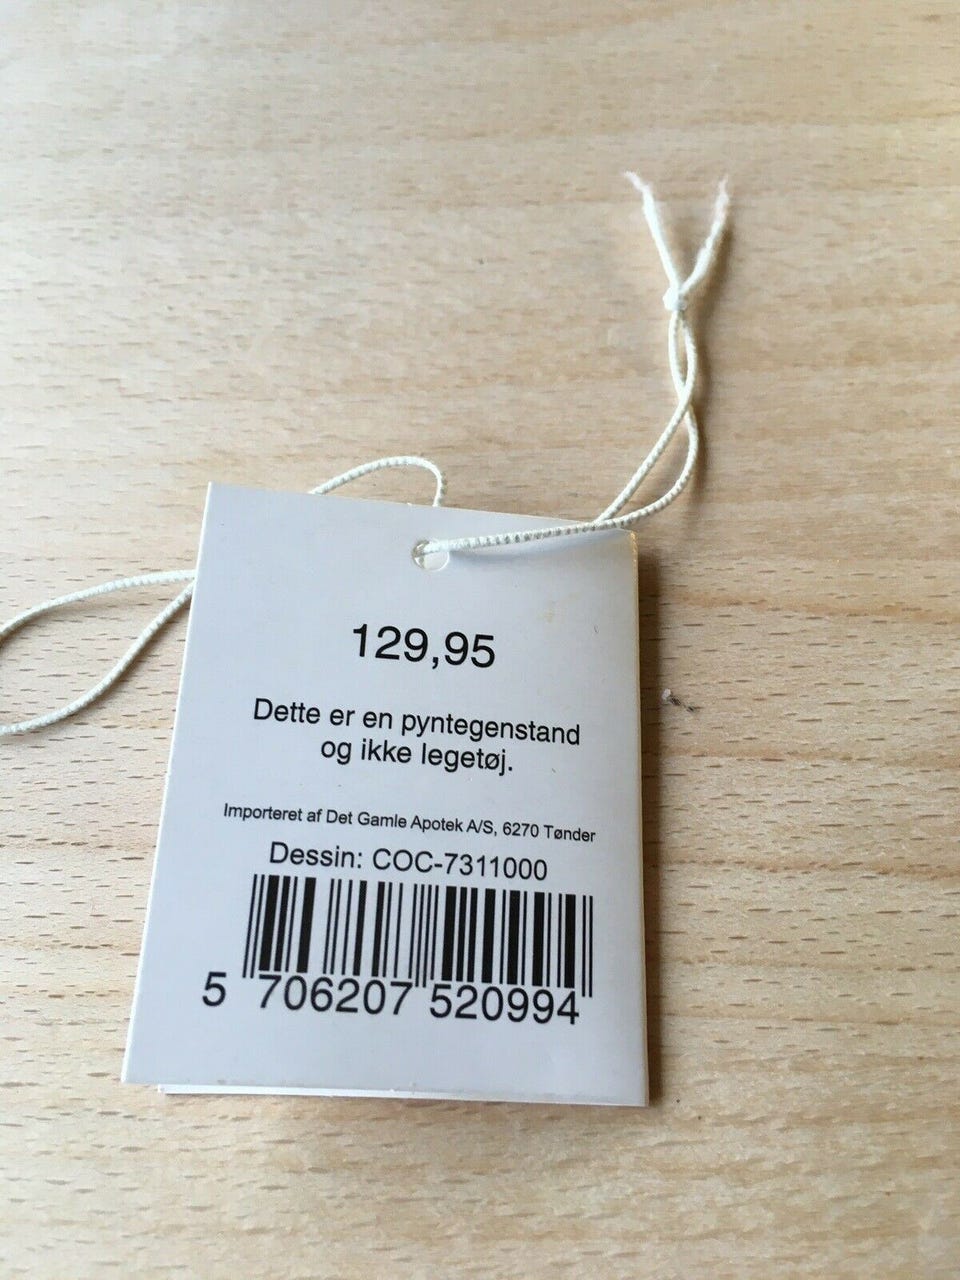 129,95
Dette er en pyntegenstand
og ikke legetøj.
Importeret af Det Gamle Apotek A/S, 6270 Tønder
Dessin: COC-7311000
5 706207 520994